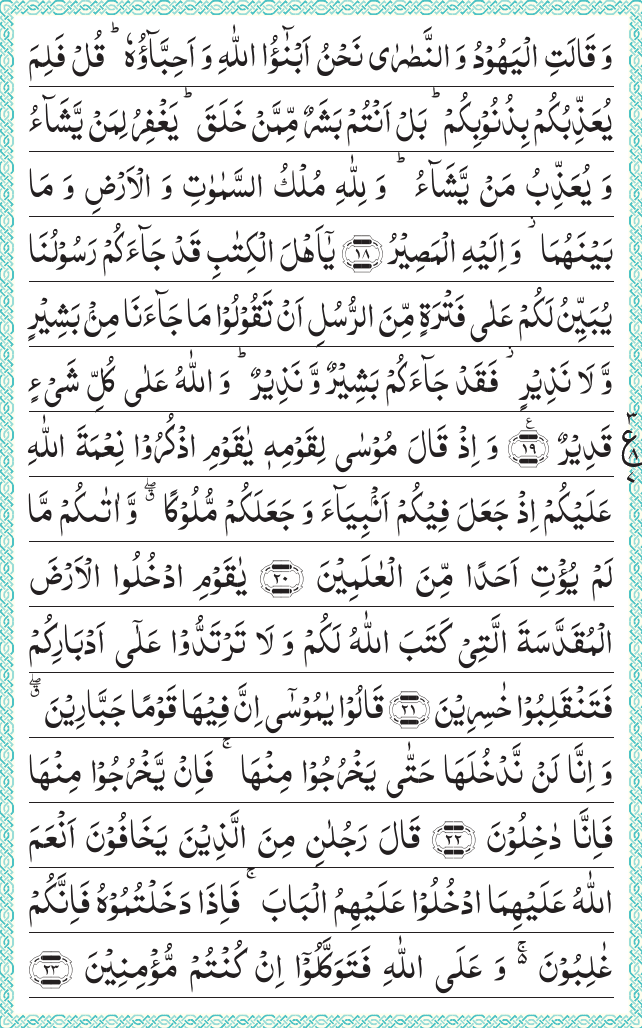 وَ قَالَتِ الْیَهُوْدُ وَ النَّصٰرٰى نَحْنُ اَبْنٰٓؤُا اللّٰهِ وَ اَحِبَّآؤُهٗ ؕ قُلْ فَلِمَ
یُعَذِّبُكُمْ بِذُنُوْبِكُمْ ؕ بَلْ اَنْتُمْ بَشَرٌ مِّمَّنْ خَلَقَ ؕ یَغْفِرُ لِمَنْ یَّشَآءُ
وَ یُعَذِّبُ مَنْ یَّشَآءُ ؕ وَ لِلّٰهِ مُلْكُ السَّمٰوٰتِ وَ الْاَرْضِ وَ مَا
بَیْنَهُمَا ؗ وَ اِلَیْهِ الْمَصِیْرُ ۝۱۸ یٰۤاَهْلَ الْكِتٰبِ قَدْ جَآءَكُمْ رَسُوْلُنَا
یُبَیِّنُ لَكُمْ عَلٰى فَتْرَةٍ مِّنَ الرُّسُلِ اَنْ تَقُوْلُوْا مَا جَآءَنَا مِنْۢ بَشِیْرٍ
وَّ لَا نَذِیْرٍ ؗ فَقَدْ جَآءَكُمْ بَشِیْرٌ وَّ نَذِیْرٌ ؕ وَ اللّٰهُ عَلٰى كُلِّ شَیْءٍ
قَدِیْرٌ ۝۱۹ ع وَ اِذْ قَالَ مُوْسٰى لِقَوْمِهٖ یٰقَوْمِ اذْكُرُوْا نِعْمَةَ اللّٰهِ
۳ ع ۸
عَلَیْكُمْ اِذْ جَعَلَ فِیْكُمْ اَنْۢبِیَآءَ وَ جَعَلَكُمْ مُّلُوْكًا ۖۗ وَّ اٰتٰىكُمْ مَّا
لَمْ یُؤْتِ اَحَدًا مِّنَ الْعٰلَمِیْنَ ۝۲۰ یٰقَوْمِ ادْخُلُوا الْاَرْضَ
الْمُقَدَّسَةَ الَّتِیْ كَتَبَ اللّٰهُ لَكُمْ وَ لَا تَرْتَدُّوْا عَلٰۤى اَدْبَارِكُمْ
فَتَنْقَلِبُوْا خٰسِرِیْنَ ۝۲۱ قَالُوْا یٰمُوْسٰۤى اِنَّ فِیْهَا قَوْمًا جَبَّارِیْنَ ۖۗ
وَ اِنَّا لَنْ نَّدْخُلَهَا حَتّٰى یَخْرُجُوْا مِنْهَا ۚ فَاِنْ یَّخْرُجُوْا مِنْهَا
فَاِنَّا دٰخِلُوْنَ ۝۲۲ قَالَ رَجُلٰنِ مِنَ الَّذِیْنَ یَخَافُوْنَ اَنْعَمَ
اللّٰهُ عَلَیْهِمَا ادْخُلُوْا عَلَیْهِمُ الْبَابَ ۚ فَاِذَا دَخَلْتُمُوْهُ فَاِنَّكُمْ
غٰلِبُوْنَ ۚ۬ وَ عَلَى اللّٰهِ فَتَوَكَّلُوْۤا اِنْ كُنْتُمْ مُّؤْمِنِیْنَ ۝۲۳